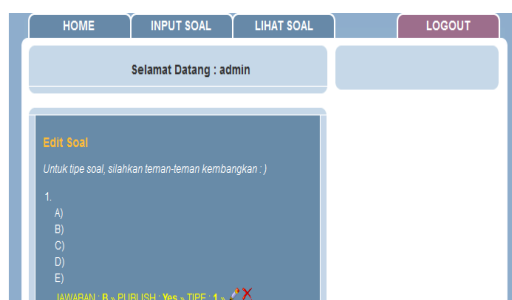 HOME INPUT SOAL LIHAT SOAL LOGOUT
Selamat Datang : admin
Edit Soal
Untuk tipe soal, silahkan teman-teman kembangkan : )
1.
A)
B)
C)
D)
E)
JAWABAN : B » PUBLISH : Yes » TIPE : 1 »